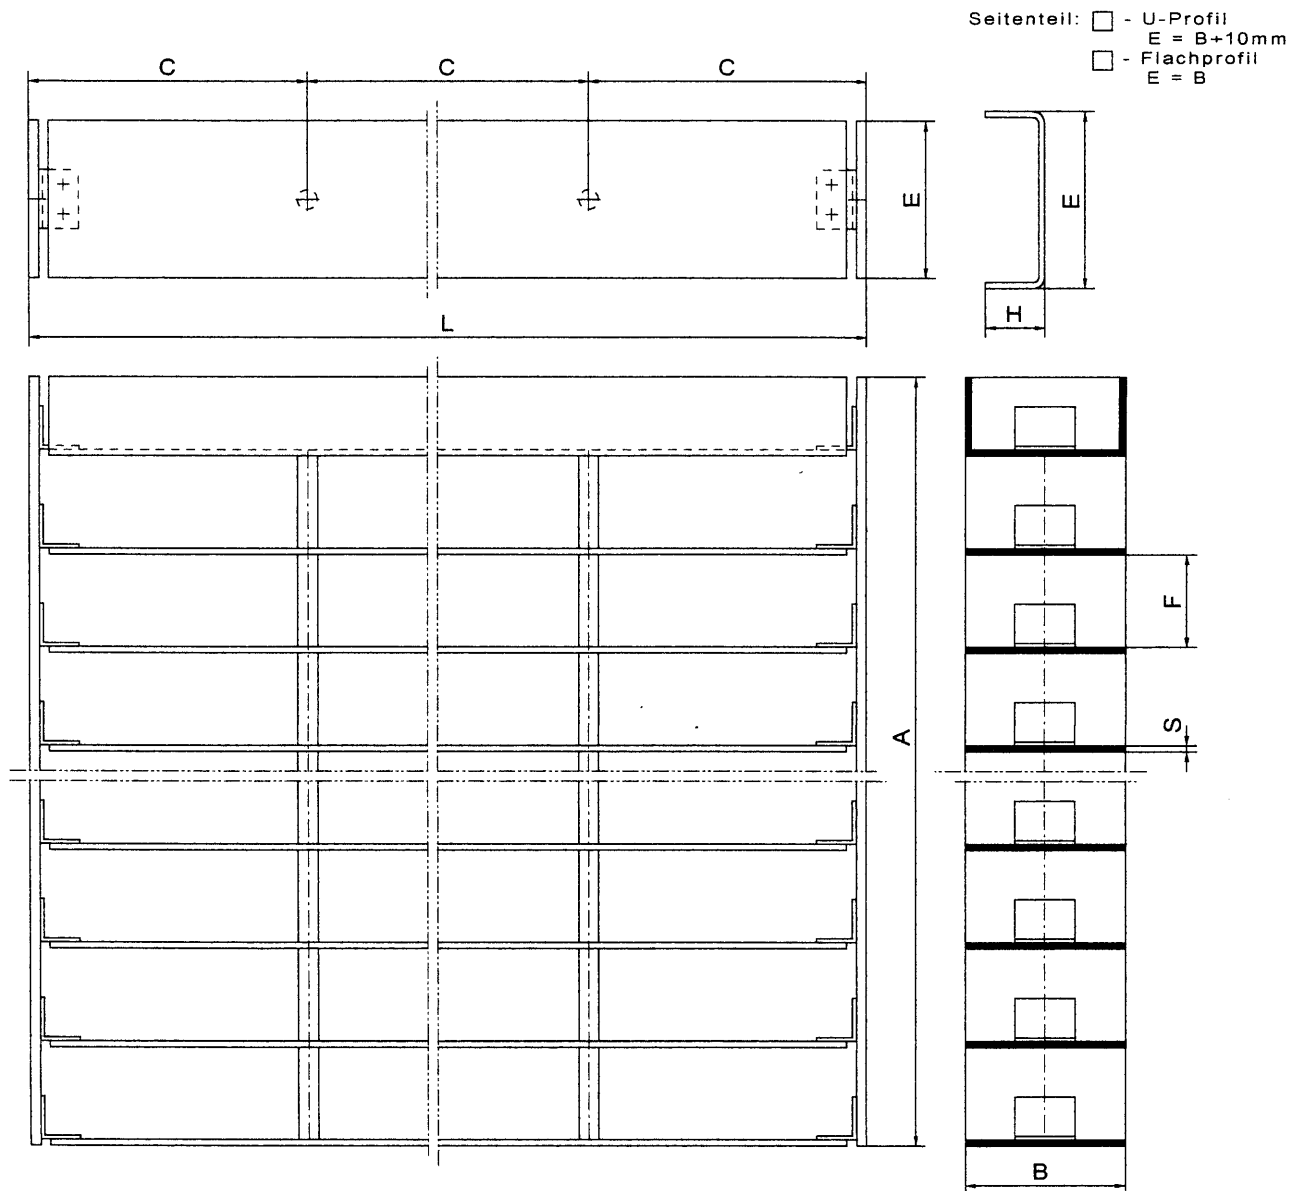 Seitenteil: □ - U-Profil
E = B+10mm
□ - Flachprofil
E = B
C
C
C
E
E
H
L
A
F
S
B